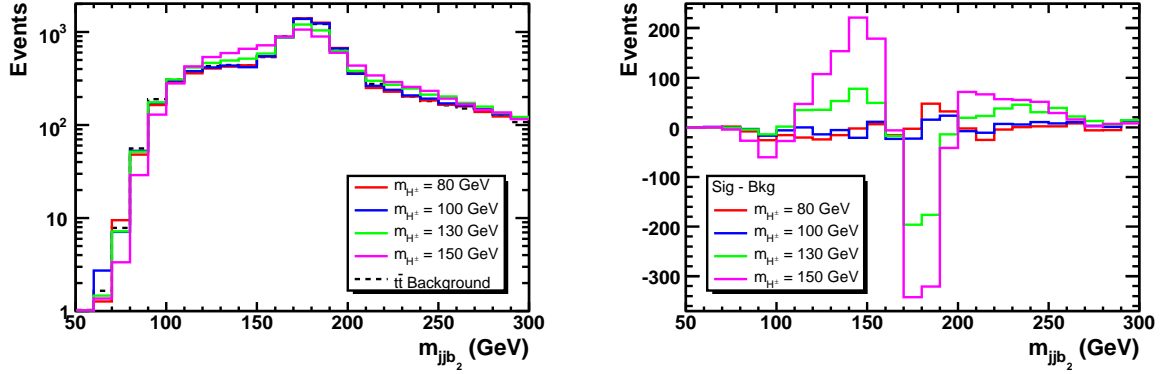 Events
10³
10²
10
1
m_H± = 80 GeV
m_H± = 100 GeV
m_H± = 130 GeV
m_H± = 150 GeV
tt̄ Background
50 100 150 200 250 300
m_jjb₂ (GeV)
Events
200
100
0
-100
-200
-300
Sig - Bkg
m_H± = 80 GeV
m_H± = 100 GeV
m_H± = 130 GeV
m_H± = 150 GeV
50 100 150 200 250 300
m_jjb₂ (GeV)